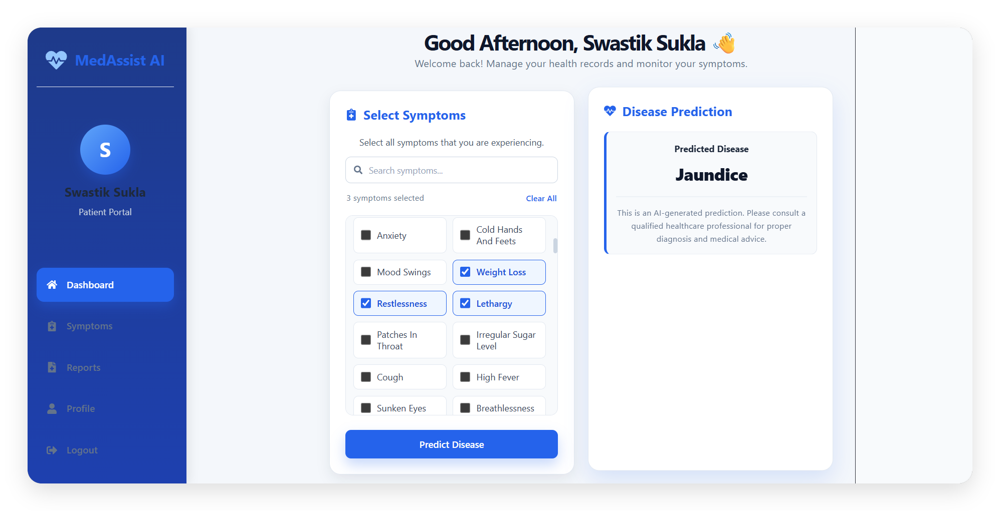 MedAssist AI
S
Swastik Sukla
Patient Portal
Dashboard
Symptoms
Reports
Profile
Logout
Good Afternoon, Swastik Sukla 👋
Welcome back! Manage your health records and monitor your symptoms.
Select Symptoms
Select all symptoms that you are experiencing.
Search symptoms...
3 symptoms selected
Clear All
Anxiety
Cold Hands
And Feets
Mood Swings
Weight Loss
Restlessness
Lethargy
Patches In
Throat
Irregular Sugar
Level
Cough
High Fever
Sunken Eyes
Breathlessness
Predict Disease
Disease Prediction
Predicted Disease
Jaundice
This is an AI-generated prediction. Please consult a
qualified healthcare professional for proper
diagnosis and medical advice.